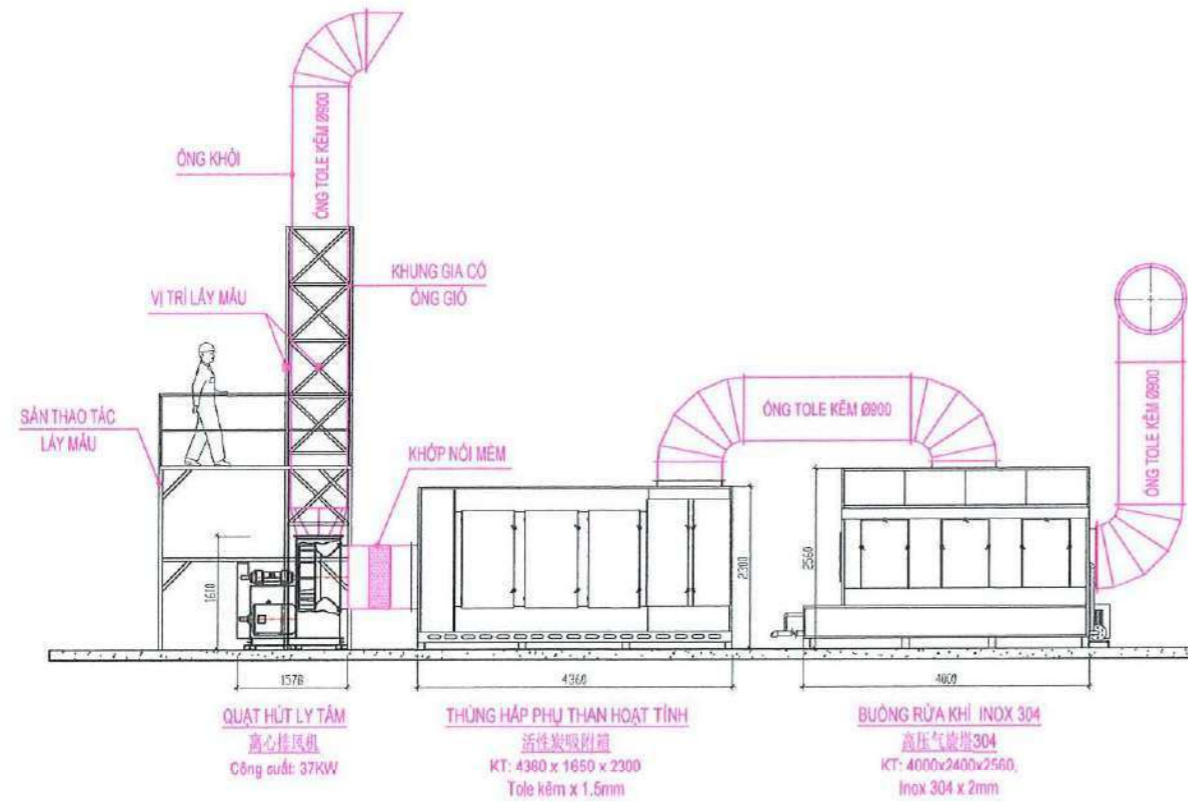 ỐNG KHÓI
ỐNG TOLE KẼM Ø900
KHUNG GIA CỐ
ỐNG GIÓ
VỊ TRÍ LẤY MẪU
SÀN THAO TÁC
LẤY MẪU
KHỚP NỐI MỀM
ỐNG TOLE KẼM Ø900
ỐNG TOLE KẼM Ø900
1610
2300
2560
1578
4360
4000
QUẠT HÚT LY TÂM
离心排风机
Công suất: 37KW
THÙNG HẤP PHỤ THAN HOẠT TÍNH
活性炭吸附箱
KT: 4360 x 1650 x 2300
Tole kẽm x 1.5mm
BUỒNG RỬA KHÍ INOX 304
高压气旋塔304
KT: 4000x2400x2560,
Inox 304 x 2mm